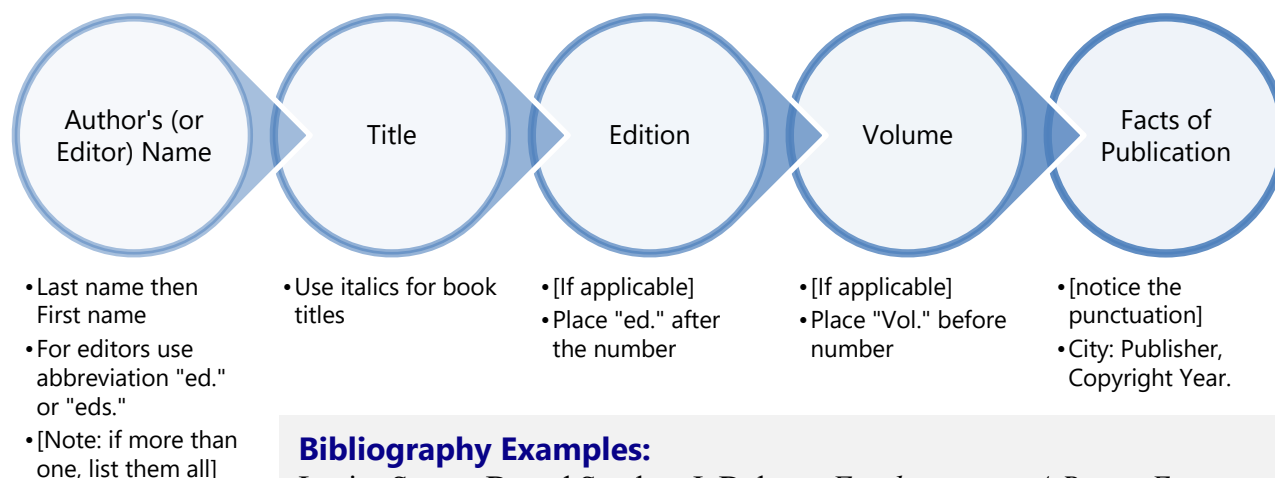 Author's (or
Editor) Name
Title
Edition
Volume
Facts of
Publication
•Last name then
First name
•For editors use
abbreviation "ed."
or "eds."
•[Note: if more than
one, list them all]
•Use italics for book
titles
•[If applicable]
•Place "ed." after
the number
•[If applicable]
•Place "Vol." before
number
•[notice the
punctuation]
•City: Publisher,
Copyright Year.
Bibliography Examples: